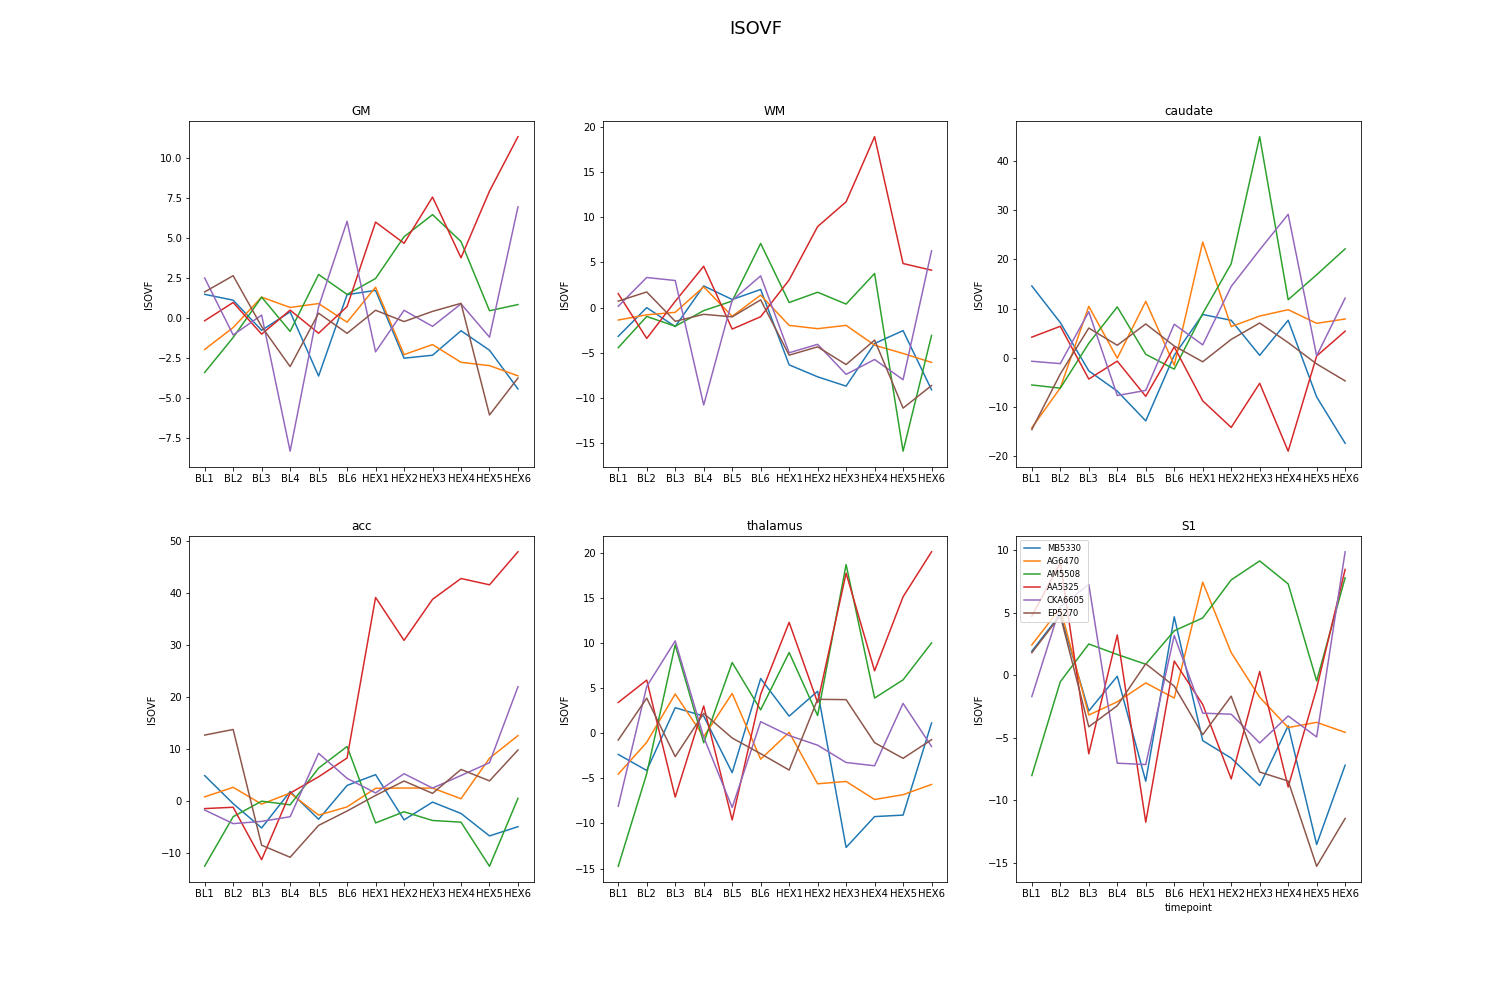 ISOVF
GM
WM
caudate
ISOVF
10.0
7.5
5.0
2.5
0.0
−2.5
−5.0
−7.5
BL1 BL2 BL3 BL4 BL5 BL6 HEX1 HEX2 HEX3 HEX4 HEX5 HEX6
ISOVF
20
15
10
5
0
−5
−10
−15
BL1 BL2 BL3 BL4 BL5 BL6 HEX1 HEX2 HEX3 HEX4 HEX5 HEX6
ISOVF
40
30
20
10
0
−10
−20
BL1 BL2 BL3 BL4 BL5 BL6 HEX1 HEX2 HEX3 HEX4 HEX5 HEX6
acc
thalamus
S1
ISOVF
50
40
30
20
10
0
−10
BL1 BL2 BL3 BL4 BL5 BL6 HEX1 HEX2 HEX3 HEX4 HEX5 HEX6
ISOVF
20
15
10
5
0
−5
−10
−15
BL1 BL2 BL3 BL4 BL5 BL6 HEX1 HEX2 HEX3 HEX4 HEX5 HEX6
ISOVF
10
5
0
−5
−10
−15
MB5330
AG6470
AM5508
AA5325
CKA6605
EP5270
BL1 BL2 BL3 BL4 BL5 BL6 HEX1 HEX2 HEX3 HEX4 HEX5 HEX6
timepoint